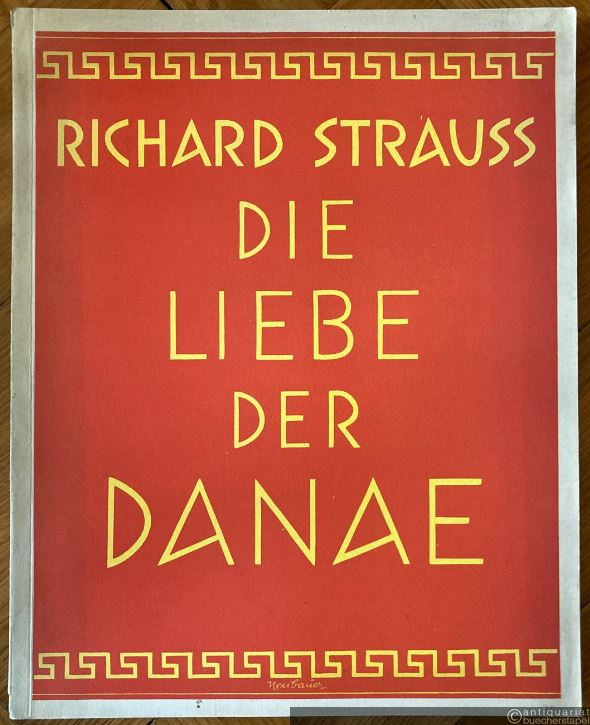 RICHARD STRAUSS
DIE
LIEBE
DER
DANAE
Neubauer
©antiquariat
buecherstapel